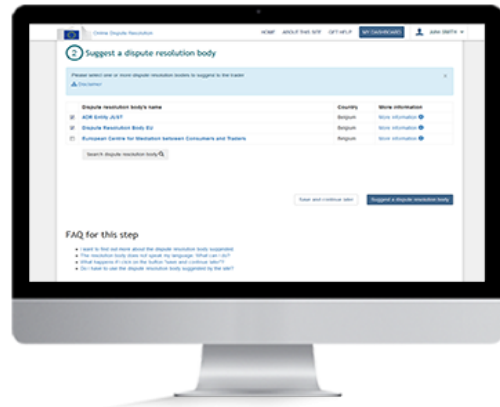 Online Dispute Resolution
HOME ABOUT THIS SITE GET HELP MY DASHBOARD JOHN SMITH
2 Suggest a dispute resolution body
Please select one or more dispute resolution bodies to suggest to the trader
Disclaimer
Dispute resolution body's name Country More information
ADR Entity JUST Belgium More information
Dispute Resolution Body EU Belgium More information
European Centre for Mediation between Consumers and Traders Belgium More information
Search dispute resolution body
Save and continue later Suggest a dispute resolution body
FAQ for this step
I want to find out more about the dispute resolution body suggested
The resolution body does not speak my language. What can I do?
What happens if I click on the button "save and continue later"?
Do I have to use the dispute resolution body suggested by the site?